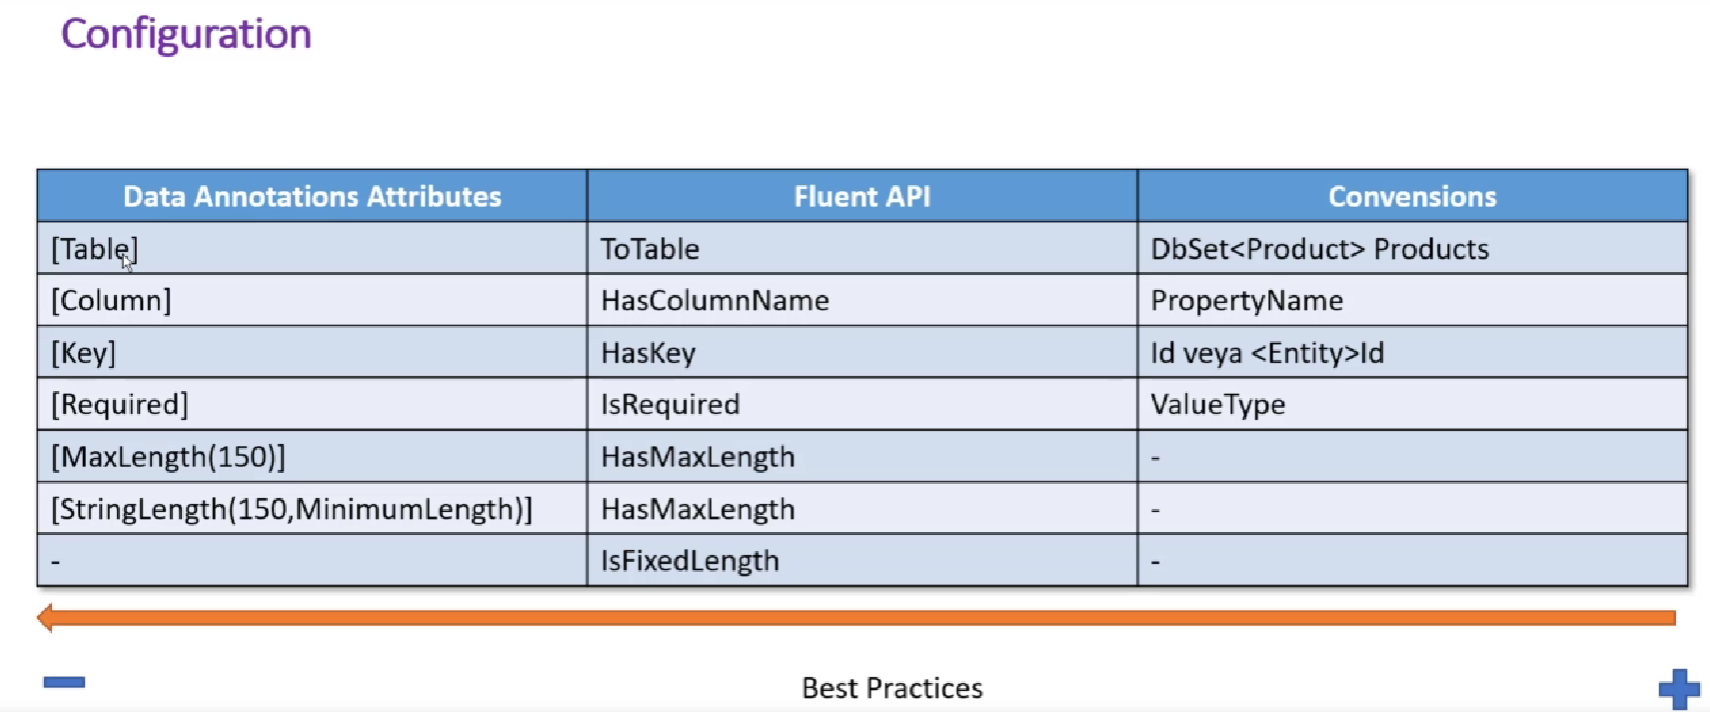 Configuration
Data Annotations Attributes Fluent API Convensions
[Table] ToTable DbSet<Product> Products
[Column] HasColumnName PropertyName
[Key] HasKey Id veya <Entity>Id
[Required] IsRequired ValueType
[MaxLength(150)] HasMaxLength -
[StringLength(150,MinimumLength)] HasMaxLength -
- IsFixedLength -
Best Practices